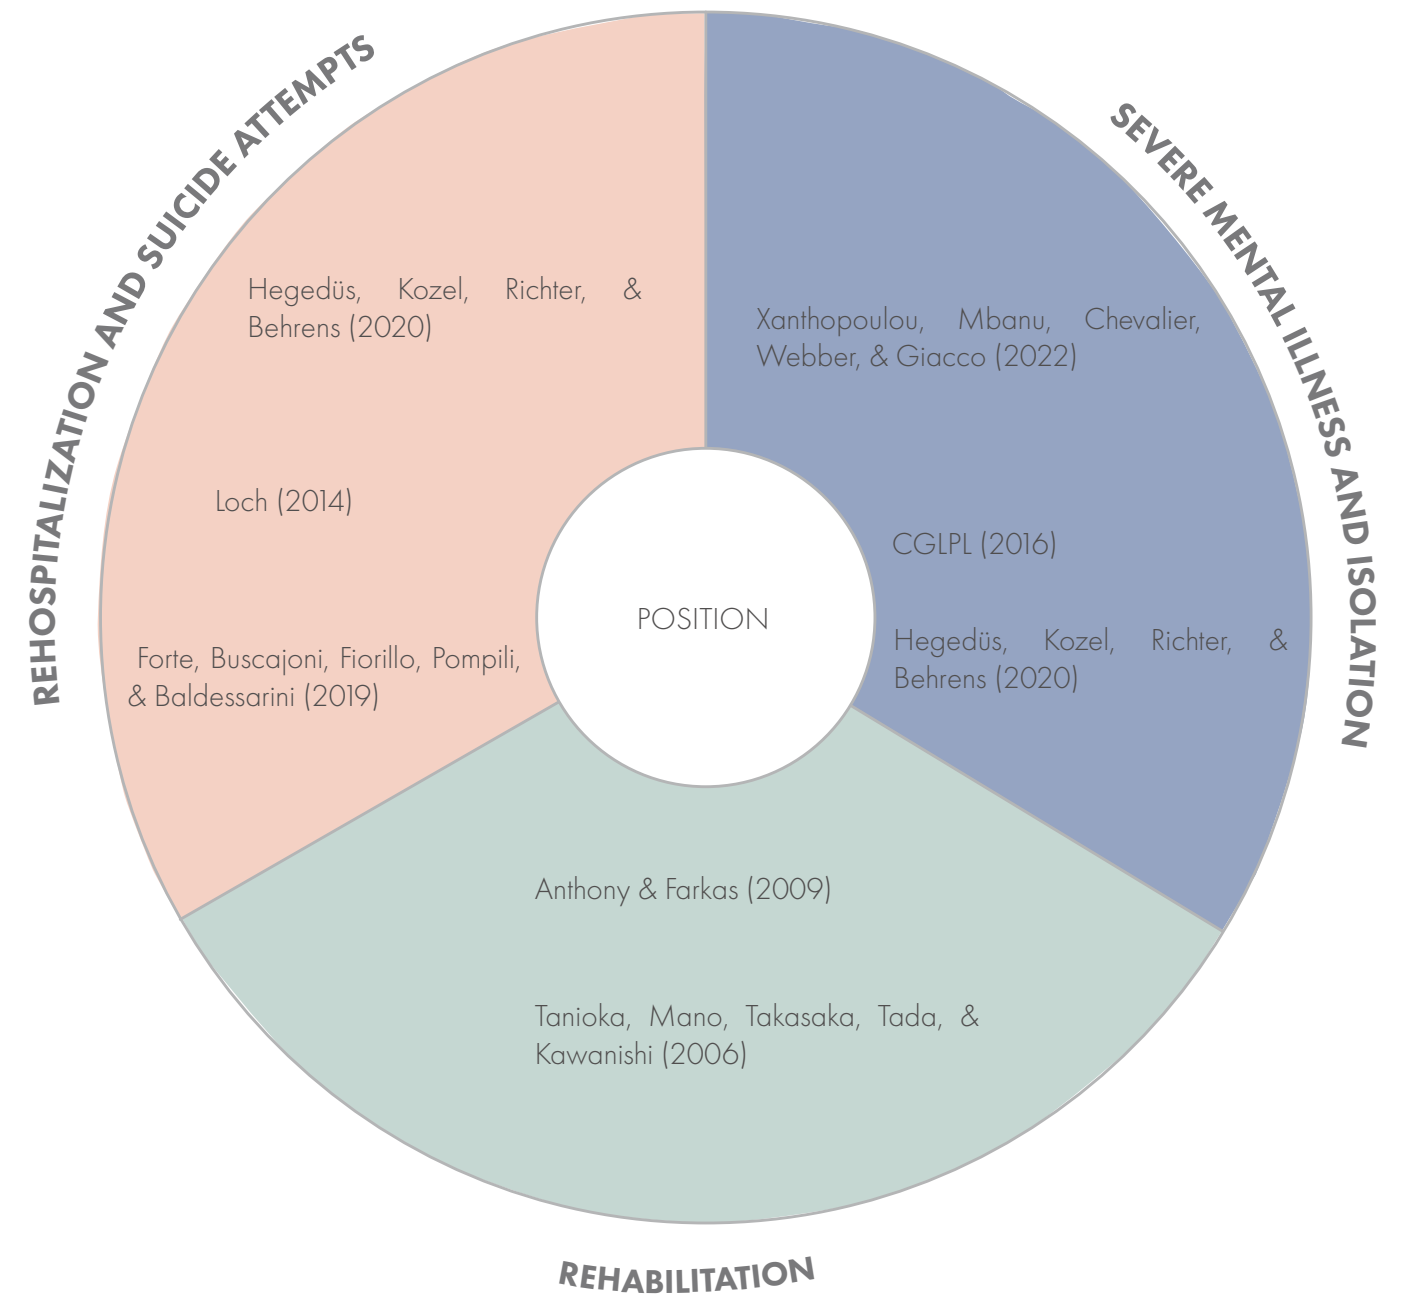 REHOSPITALIZATION AND SUICIDE ATTEMPTS
Hegedüs, Kozel, Richter, &
Behrens (2020)
Loch (2014)
Forte, Buscajoni, Fiorillo, Pompili,
& Baldessarini (2019)
SEVERE MENTAL ILLNESS AND ISOLATION
Xanthopoulou, Mbanu, Chevalier,
Webber, & Giacco (2022)
CGLPL (2016)
Hegedüs, Kozel, Richter, &
Behrens (2020)
POSITION
Anthony & Farkas (2009)
Tanioka, Mano, Takasaka, Tada, &
Kawanishi (2006)
REHABILITATION